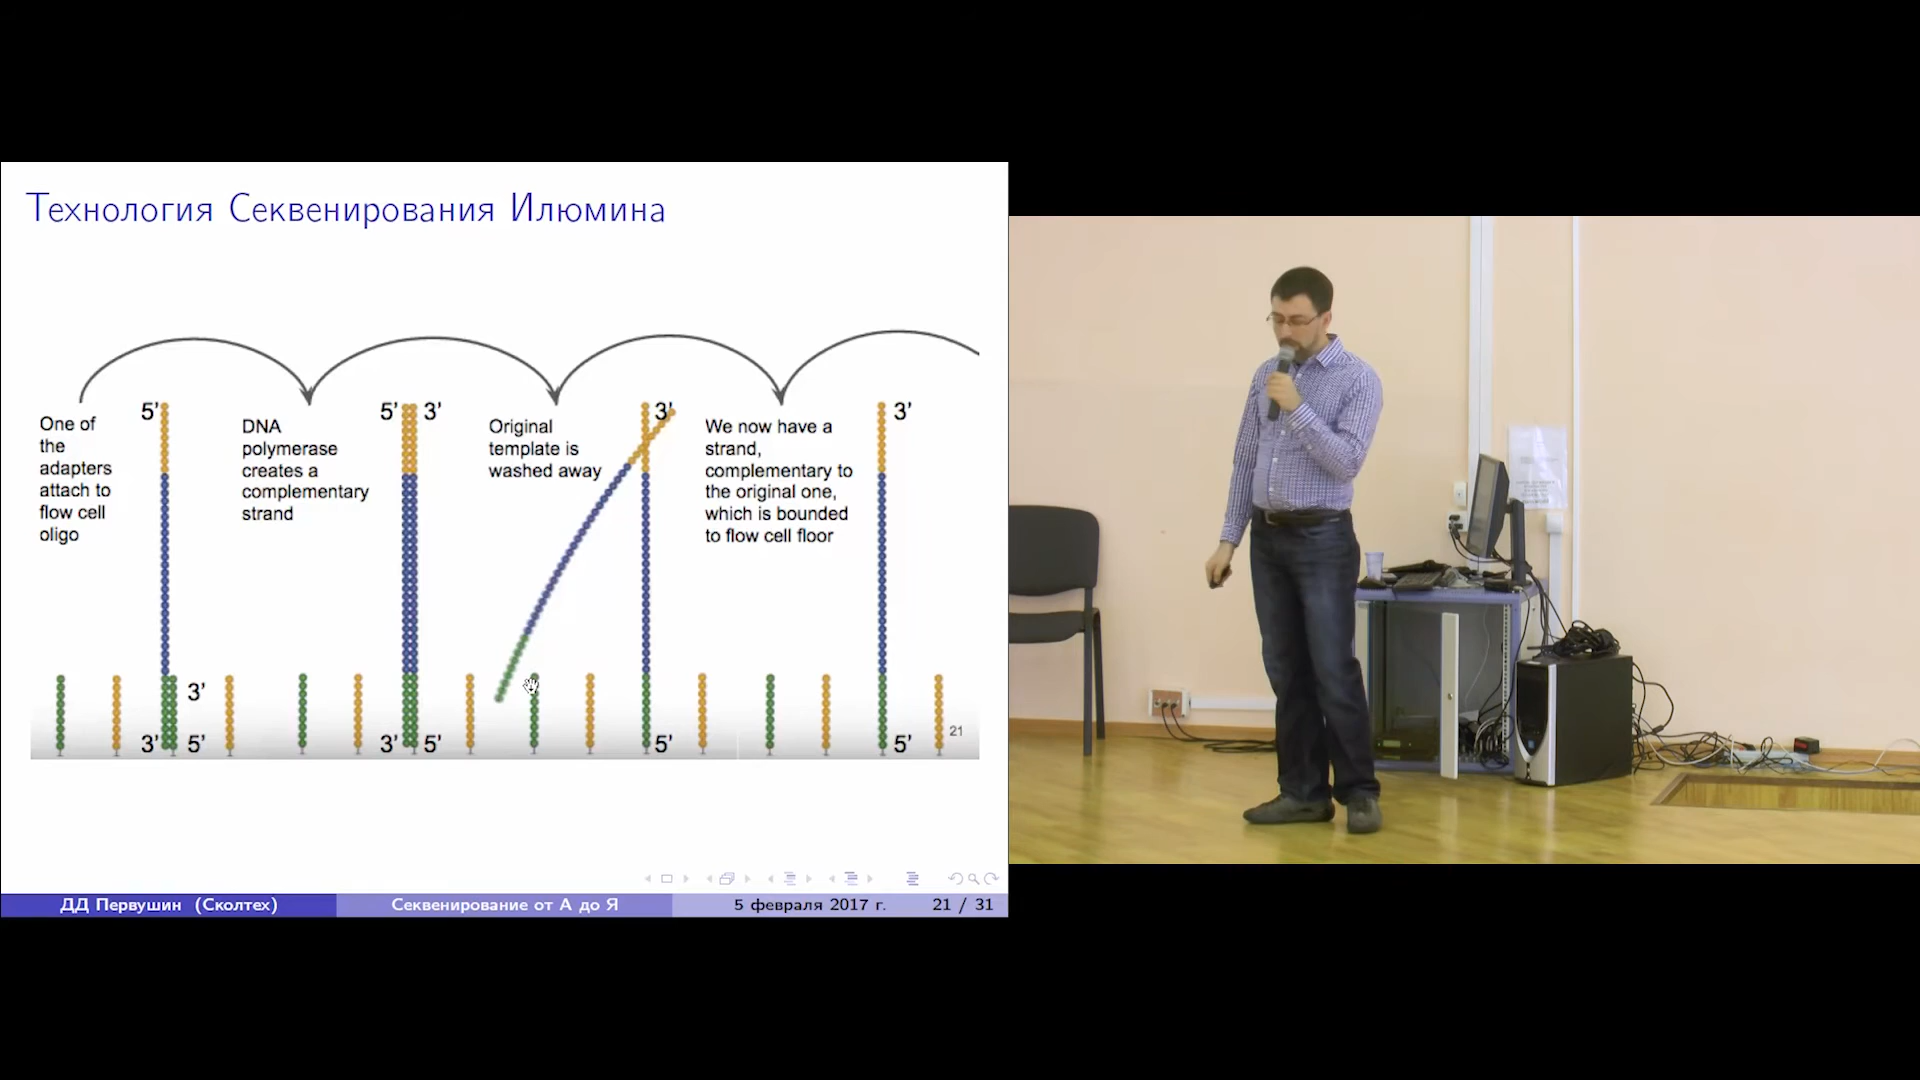 Технология Секвенирования Илюмина
One of
the
adapters
attach to
flow cell
oligo
5’
3’
3’ 5’
DNA
polymerase
creates a
complementary
strand
5’ 3’
3’ 5’
Original
template is
washed away
3’
5’
We now have a
strand,
complementary to
the original one,
which is bounded
to flow cell floor
3’
5’
21
ДД Первушин (Сколтех) Секвенирование от А до Я 5 февраля 2017 г. 21 / 31